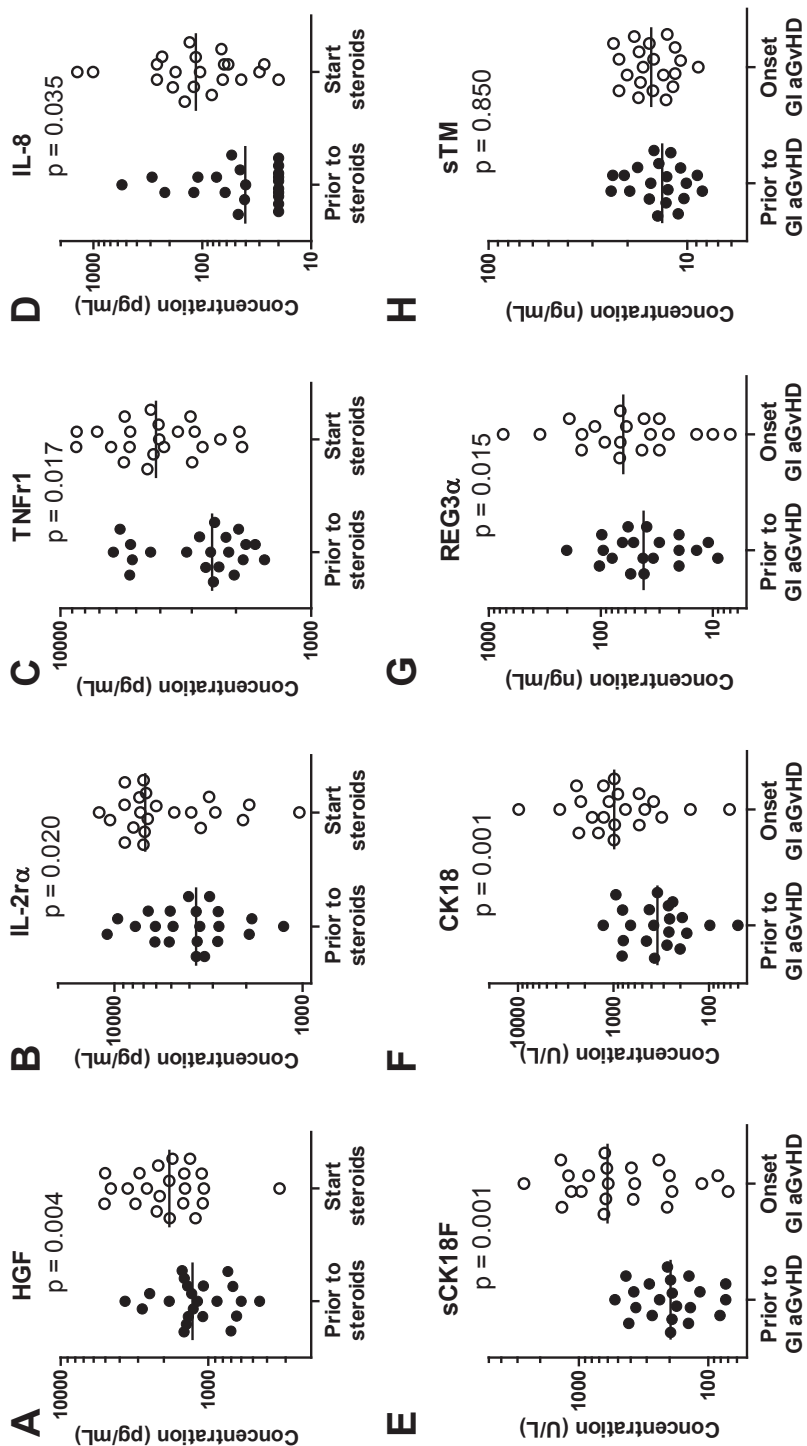 A
HGF
p = 0.004
Concentration (pg/mL)
10000
1000
Prior to
steroids
Start
steroids
B
IL-2rα
p = 0.020
Concentration (pg/mL)
10000
1000
Prior to
steroids
Start
steroids
C
TNFr1
p = 0.017
Concentration (pg/mL)
10000
1000
Prior to
steroids
Start
steroids
D
IL-8
p = 0.035
Concentration (pg/mL)
1000
100
10
Prior to
steroids
Start
steroids
E
sCK18F
p = 0.001
Concentration (U/L)
1000
100
Prior to
GI aGvHD
Onset
GI aGvHD
F
CK18
p = 0.001
Concentration (U/L)
10000
1000
100
Prior to
GI aGvHD
Onset
GI aGvHD
G
REG3α
p = 0.015
Concentration (ng/mL)
1000
100
10
Prior to
GI aGvHD
Onset
GI aGvHD
H
sTM
p = 0.850
Concentration (ng/mL)
100
10
Prior to
GI aGvHD
Onset
GI aGvHD